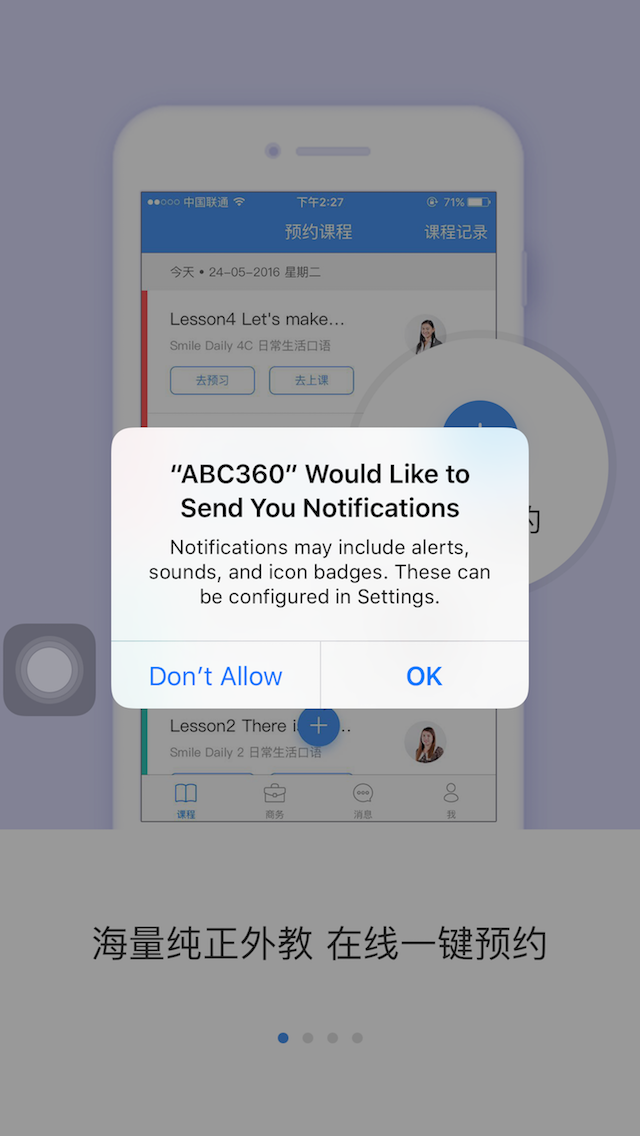 中国联通 下午2:27 71%
预约课程 课程记录
今天 • 24-05-2016 星期二
Lesson4 Let's make...
Smile Daily 4C 日常生活口语
去预习 去上课
“ABC360” Would Like to
Send You Notifications
Notifications may include alerts,
sounds, and icon badges. These can
be configured in Settings.
Don’t Allow OK
Lesson2 There
Smile Daily 2 日常生活口语
课程 商务 消息 我
海量纯正外教 在线一键预约